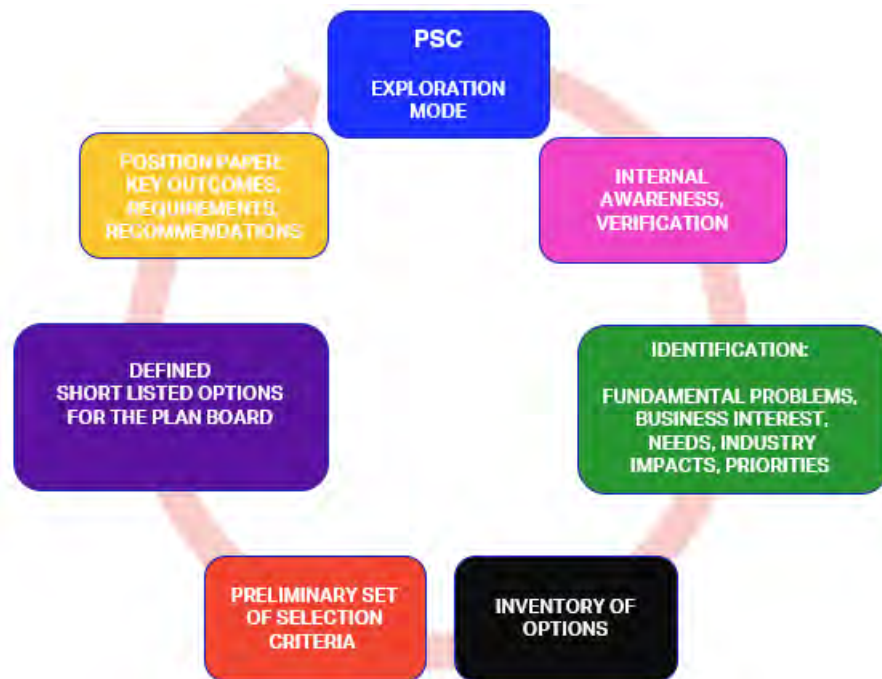 PSC
EXPLORATION
MODE
INTERNAL
AWARENESS,
VERIFICATION
IDENTIFICATION:
FUNDAMENTAL PROBLEMS,
BUSINESS INTEREST,
NEEDS, INDUSTRY
IMPACTS, PRIORITIES
INVENTORY OF
OPTIONS
PRELIMINARY SET
OF SELECTION
CRITERIA
DEFINED
SHORT LISTED OPTIONS
FOR THE PLAN BOARD
POSITION PAPER:
KEY OUTCOMES,
REQUIREMENTS,
RECOMMENDATIONS